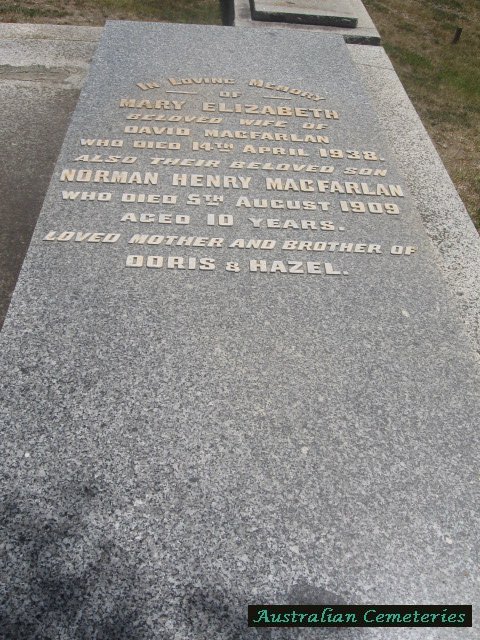 In Loving Memory
OF
MARY ELIZABETH
BELOVED WIFE OF
DAVID MACFARLAN
WHO DIED 14TH APRIL 1938.
ALSO THEIR BELOVED SON
NORMAN HENRY MACFARLAN
WHO DIED 5TH AUGUST 1909
AGED 10 YEARS.
LOVED MOTHER AND BROTHER OF
DORIS & HAZEL.
Australian Cemeteries